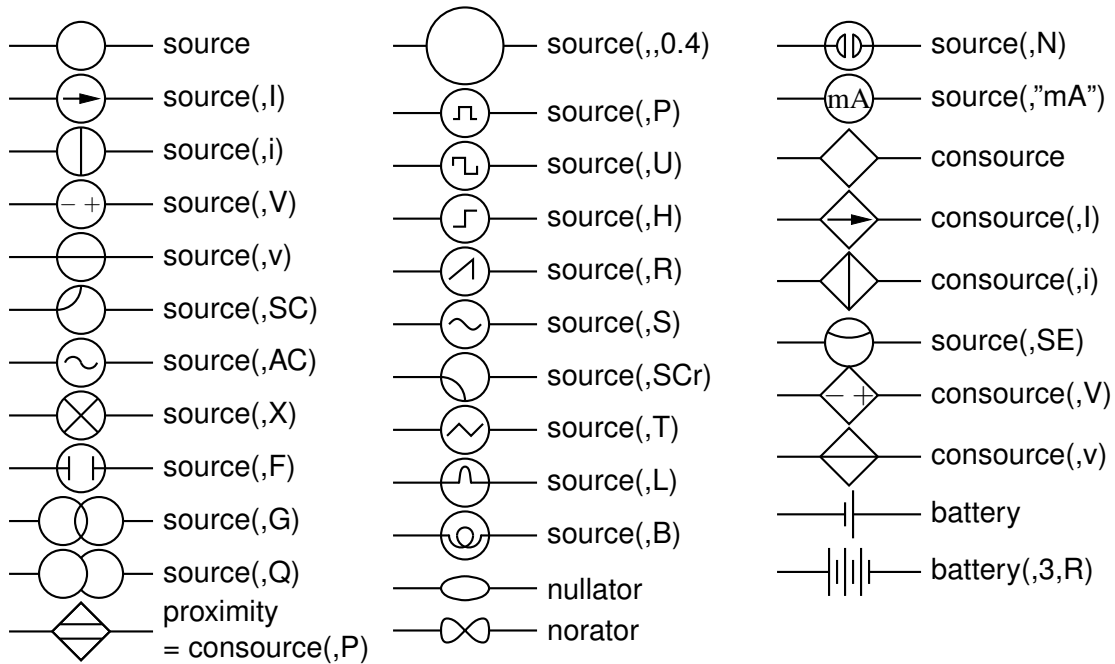 source
source(,I)
source(,i)
− +
source(,V)
source(,v)
source(,SC)
source(,AC)
source(,X)
source(,F)
source(,G)
source(,Q)
proximity
= consource(,P)
source(,,0.4)
source(,P)
source(,U)
source(,H)
source(,R)
source(,S)
source(,SCr)
source(,T)
source(,L)
source(,B)
nullator
norator
source(,N)
mA
source(,”mA”)
consource
consource(,I)
consource(,i)
source(,SE)
− +
consource(,V)
consource(,v)
battery
battery(,3,R)